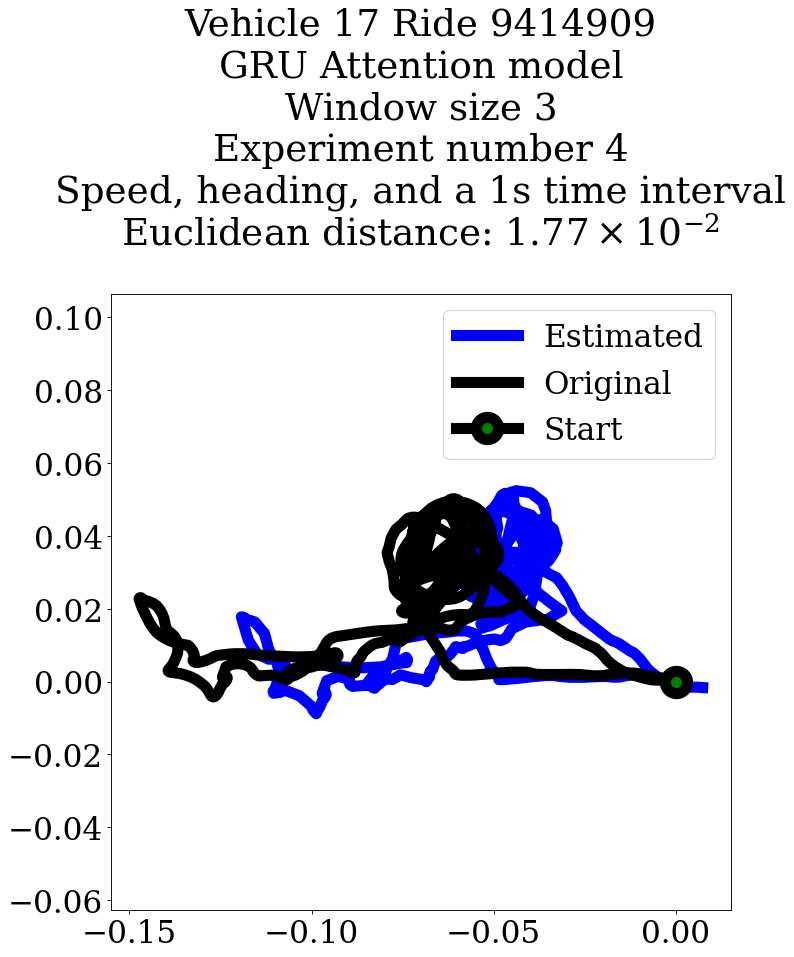 Vehicle 17 Ride 9414909
GRU Attention model
Window size 3
Experiment number 4
Speed, heading, and a 1s time interval
Euclidean distance: 1.77 × 10⁻²
Estimated
Original
Start
0.10
0.08
0.06
0.04
0.02
0.00
−0.02
−0.04
−0.06
−0.15 −0.10 −0.05 0.00